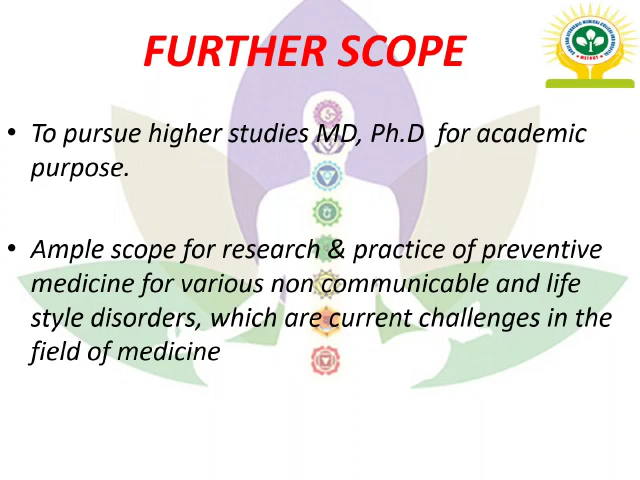 FURTHER SCOPE
• To pursue higher studies MD, Ph.D for academic
purpose.
• Ample scope for research & practice of preventive
medicine for various non communicable and life
style disorders, which are current challenges in the
field of medicine